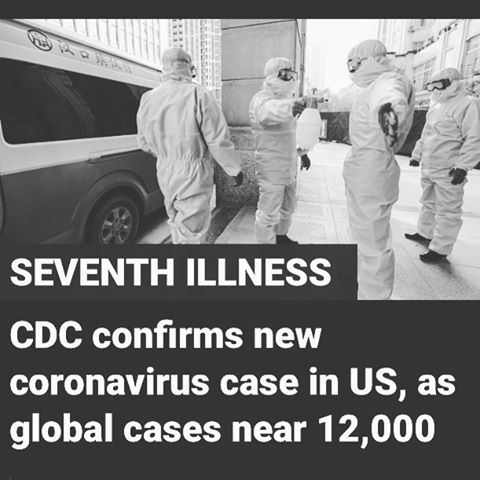 SEVENTH ILLNESS
CDC confirms new
coronavirus case in US, as
global cases near 12,000